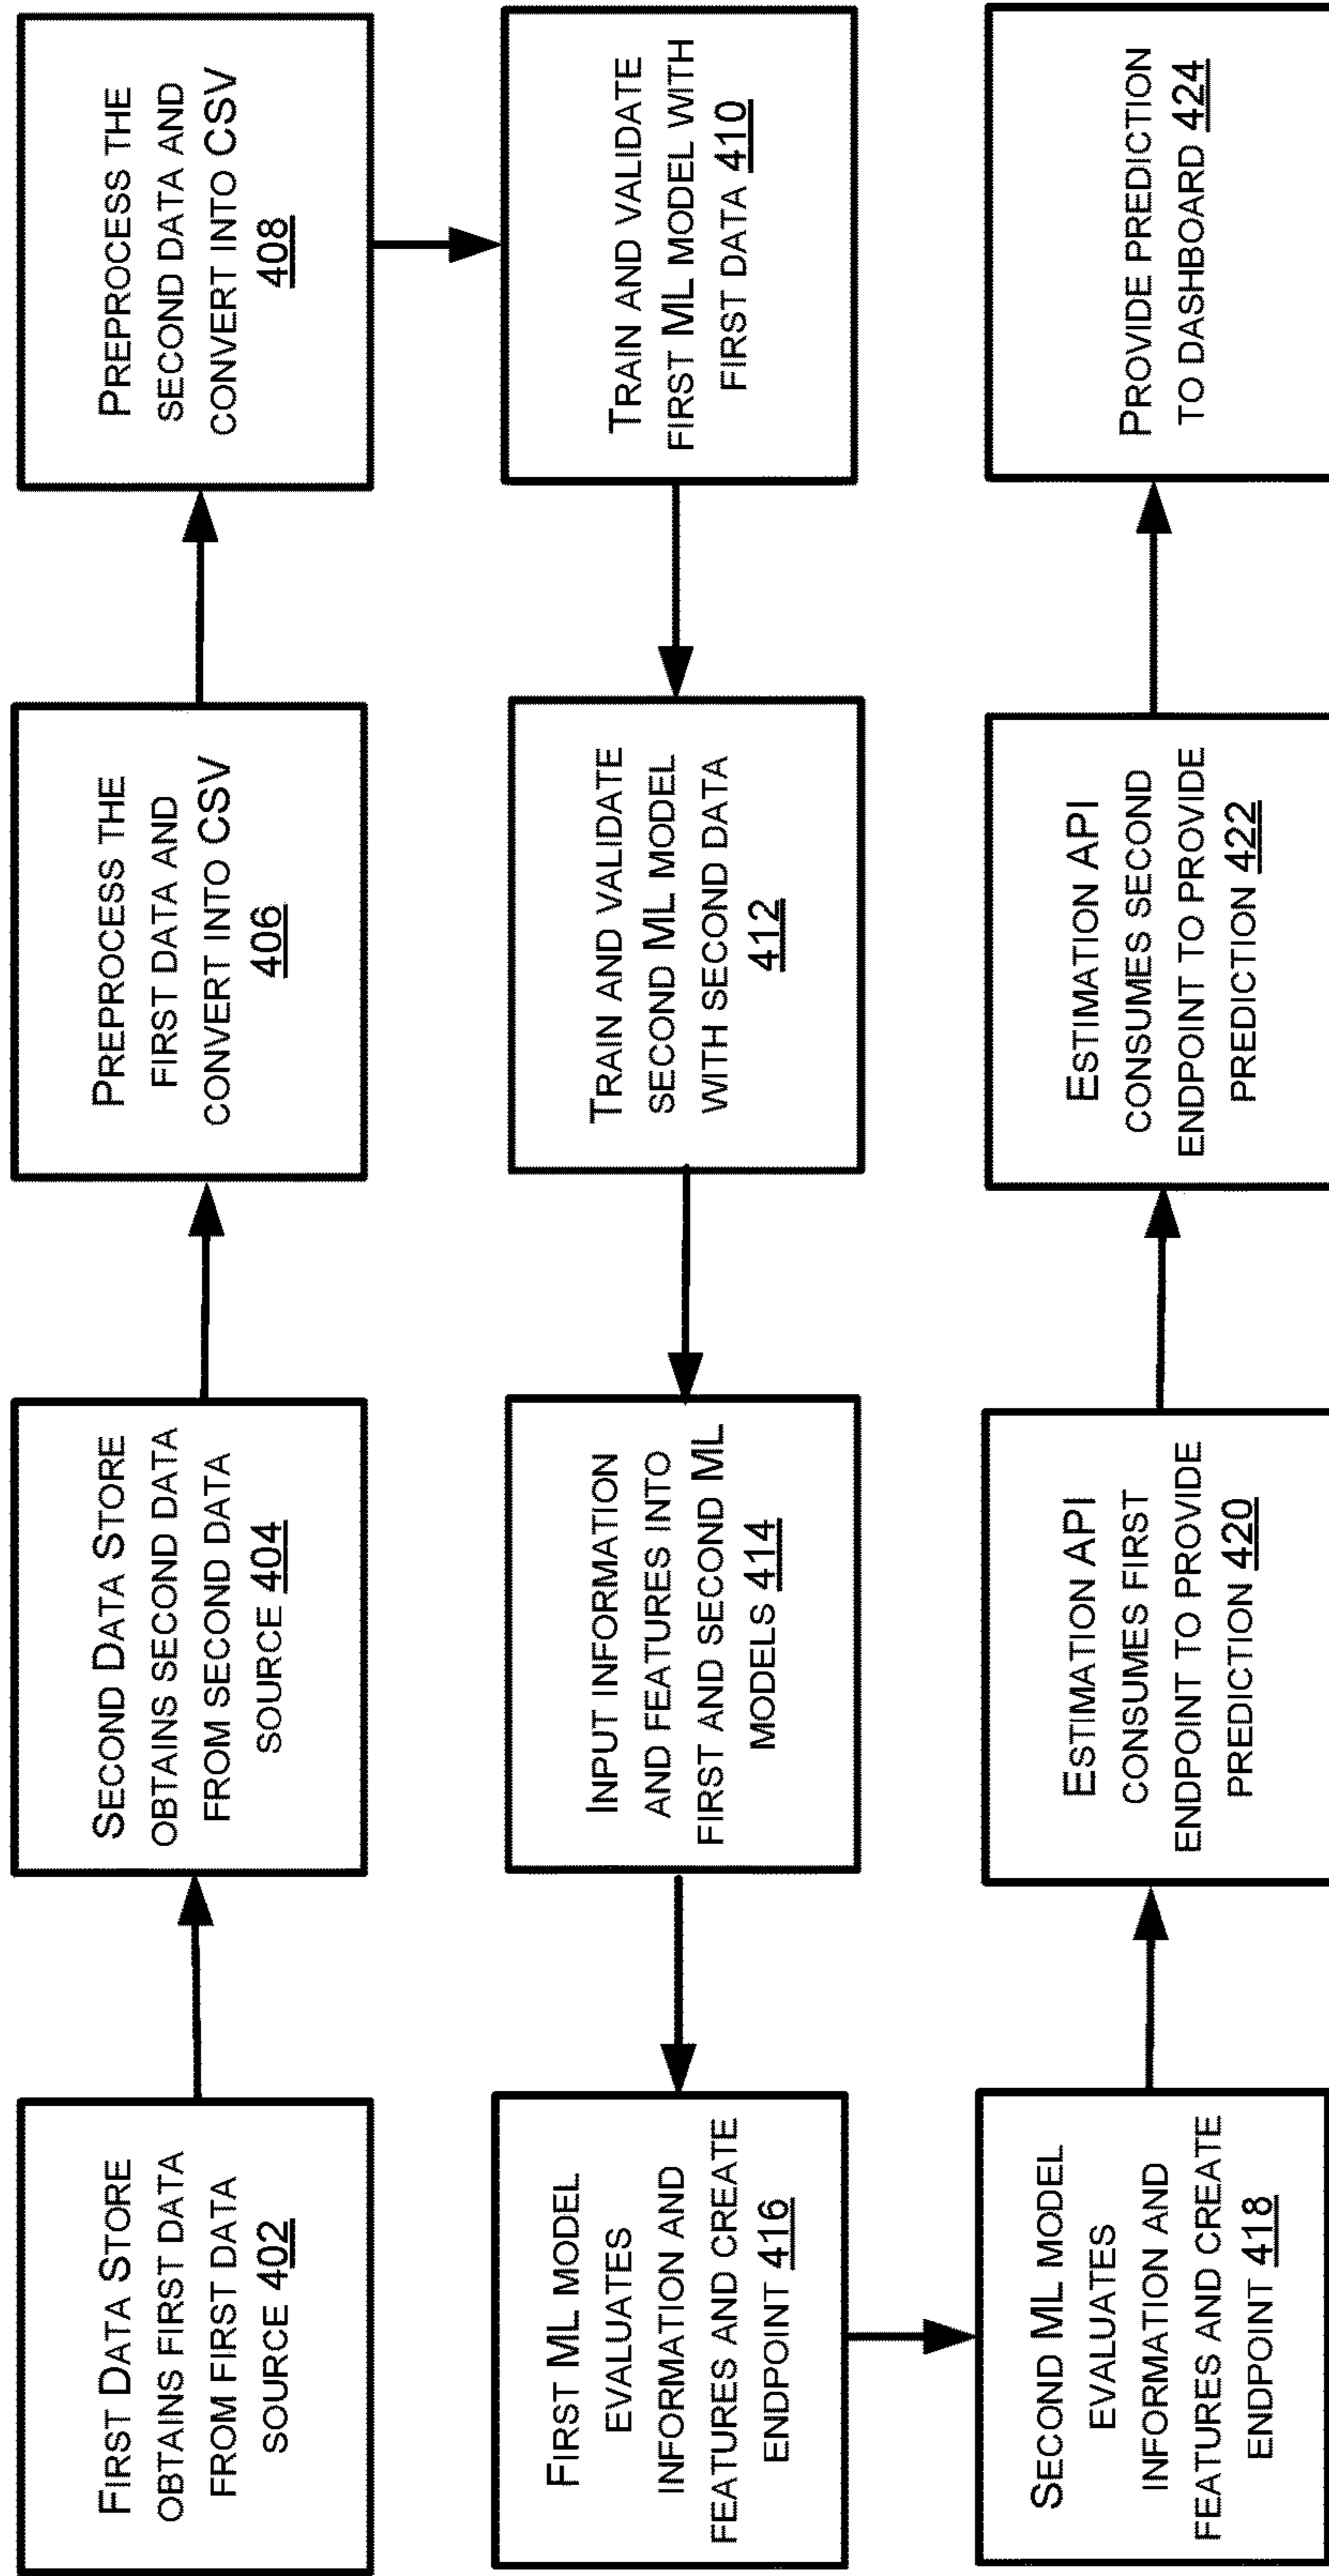 FIRST DATA STORE
OBTAINS FIRST DATA
FROM FIRST DATA
SOURCE 402
SECOND DATA STORE
OBTAINS SECOND DATA
FROM SECOND DATA
SOURCE 404
PREPROCESS THE
FIRST DATA AND
CONVERT INTO CSV
406
PREPROCESS THE
SECOND DATA AND
CONVERT INTO CSV
408
TRAIN AND VALIDATE
FIRST ML MODEL WITH
FIRST DATA 410
TRAIN AND VALIDATE
SECOND ML MODEL
WITH SECOND DATA
412
INPUT INFORMATION
AND FEATURES INTO
FIRST AND SECOND ML
MODELS 414
FIRST ML MODEL
EVALUATES
INFORMATION AND
FEATURES AND CREATE
ENDPOINT 416
SECOND ML MODEL
EVALUATES
INFORMATION AND
FEATURES AND CREATE
ENDPOINT 418
ESTIMATION API
CONSUMES FIRST
ENDPOINT TO PROVIDE
PREDICTION 420
ESTIMATION API
CONSUMES SECOND
ENDPOINT TO PROVIDE
PREDICTION 422
PROVIDE PREDICTION
TO DASHBOARD 424